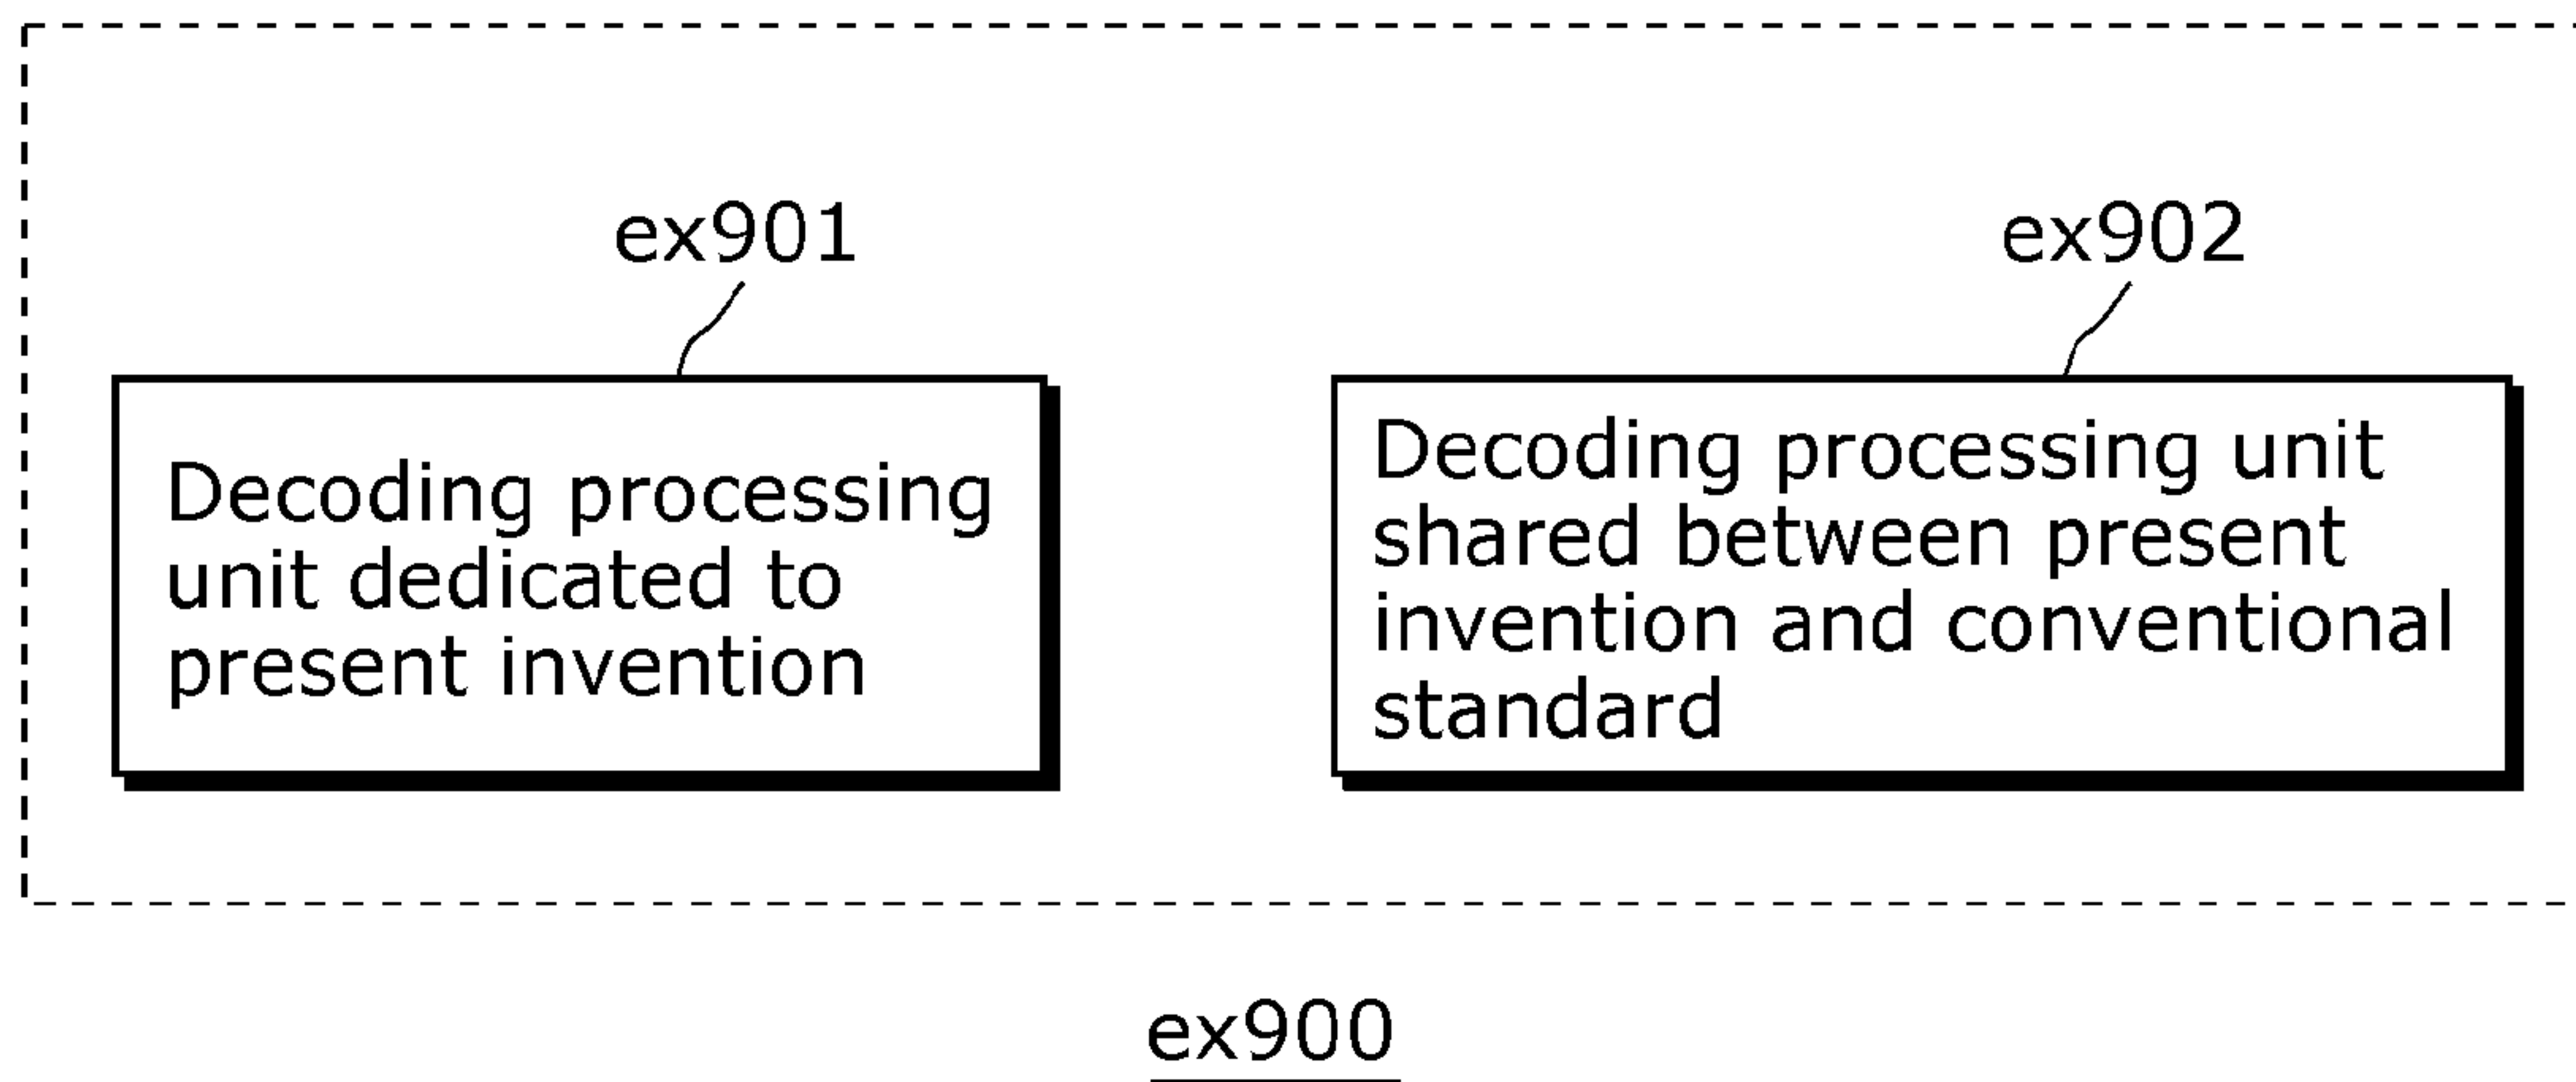 ex901
ex902
Decoding processing
unit dedicated to
present invention
Decoding processing unit
shared between present
invention and conventional
standard
ex900